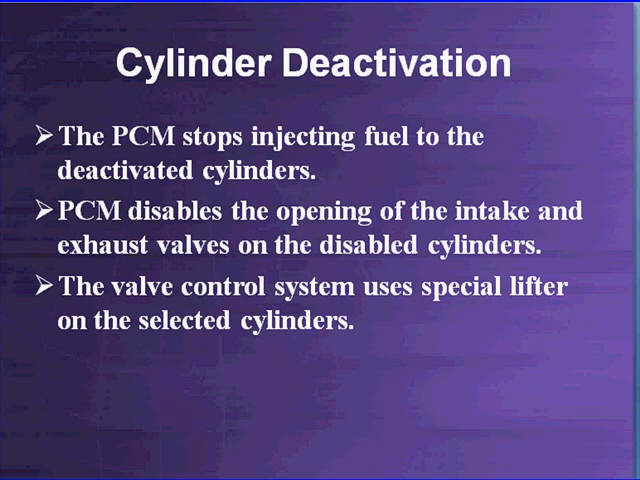 Cylinder Deactivation
➢The PCM stops injecting fuel to the
deactivated cylinders.
➢PCM disables the opening of the intake and
exhaust valves on the disabled cylinders.
➢The valve control system uses special lifter
on the selected cylinders.